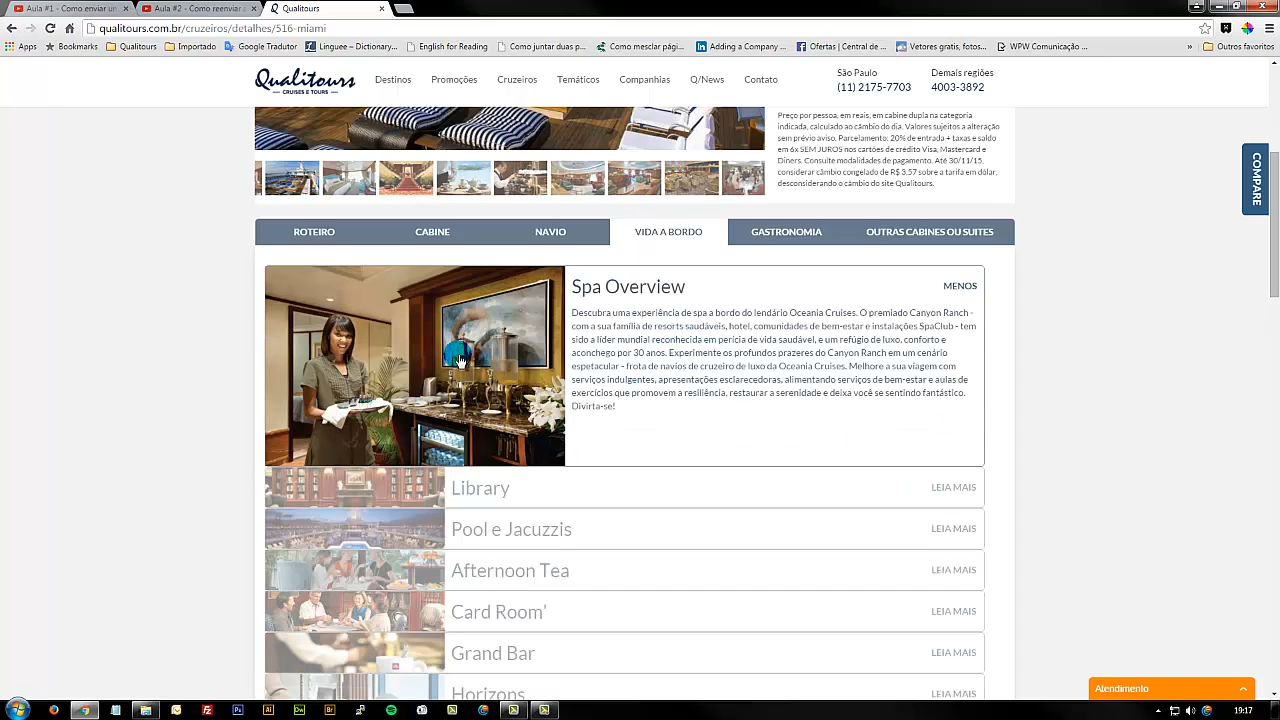 Aula #1 - Como enviar un
Aula #2 - Como reenviar a
Qualitours
qualitours.com.br/cruzeiros/detalhes/516-miami
Apps
Bookmarks
Qualitours
Importado
Google Tradutor
Linguee = Dictionary...
English for Reading
Como juntar duas p...
Como mesclar pág...
Adding a Company ...
Ofertas | Central de ...
Vetores gratis, fotos...
WPW Comunicação ...
»
Outros favoritos
Qualitours
CRUISES E TOURS
Destinos
Promoções
Cruzeiros
Temáticos
Companhias
Q/News
Contato
São Paulo
(11) 2175-7703
Demais regiões
4003-3892
Preço por pessoa, em reais, em cabine dupla na categoria
indicada, calculado ao câmbio do dia. Valores sujeitos a alteração
sem prévio aviso. Parcelamento: 20% de entrada + taxas e saldo
em 6x SEM JUROS nos cartões de crédito Visa, Mastercard e
Diners. Consulte modalidades de pagamento. Até 30/11/15,
considerar câmbio congelado de R$ 3,57 sobre a tarifa em dólar,
desconsiderando o câmbio do site Qualitours.
COMPARE
ROTEIRO
CABINE
NAVIO
VIDA A BORDO
GASTRONOMIA
OUTRAS CABINES OU SUITES
Spa Overview
MENOS
Descubra uma experiência de spa a bordo do lendário Oceania Cruises. O premiado Canyon Ranch -
com a sua família de resorts saudáveis, hotel, comunidades de bem-estar e instalações SpaClub - tem
sido a líder mundial reconhecida em perícia de vida saudável, e um refúgio de luxo, conforto e
aconchego por 30 anos. Experimente os profundos prazeres do Canyon Ranch em um cenário
espetacular - frota de navios de cruzeiro de luxo da Oceania Cruises. Melhore a sua viagem com
serviços indulgentes, apresentações esclarecedoras, alimentando serviços de bem-estar e aulas de
exercícios que promovem a resiliência, restaurar a serenidade e deixa você se sentindo fantástico.
Divirta-se!
Library
LEIA MAIS
Pool e Jacuzzis
LEIA MAIS
Afternoon Tea
LEIA MAIS
Card Room'
LEIA MAIS
Grand Bar
LEIA MAIS
Horizons
LEIA MAIS
Atendimento
19:17